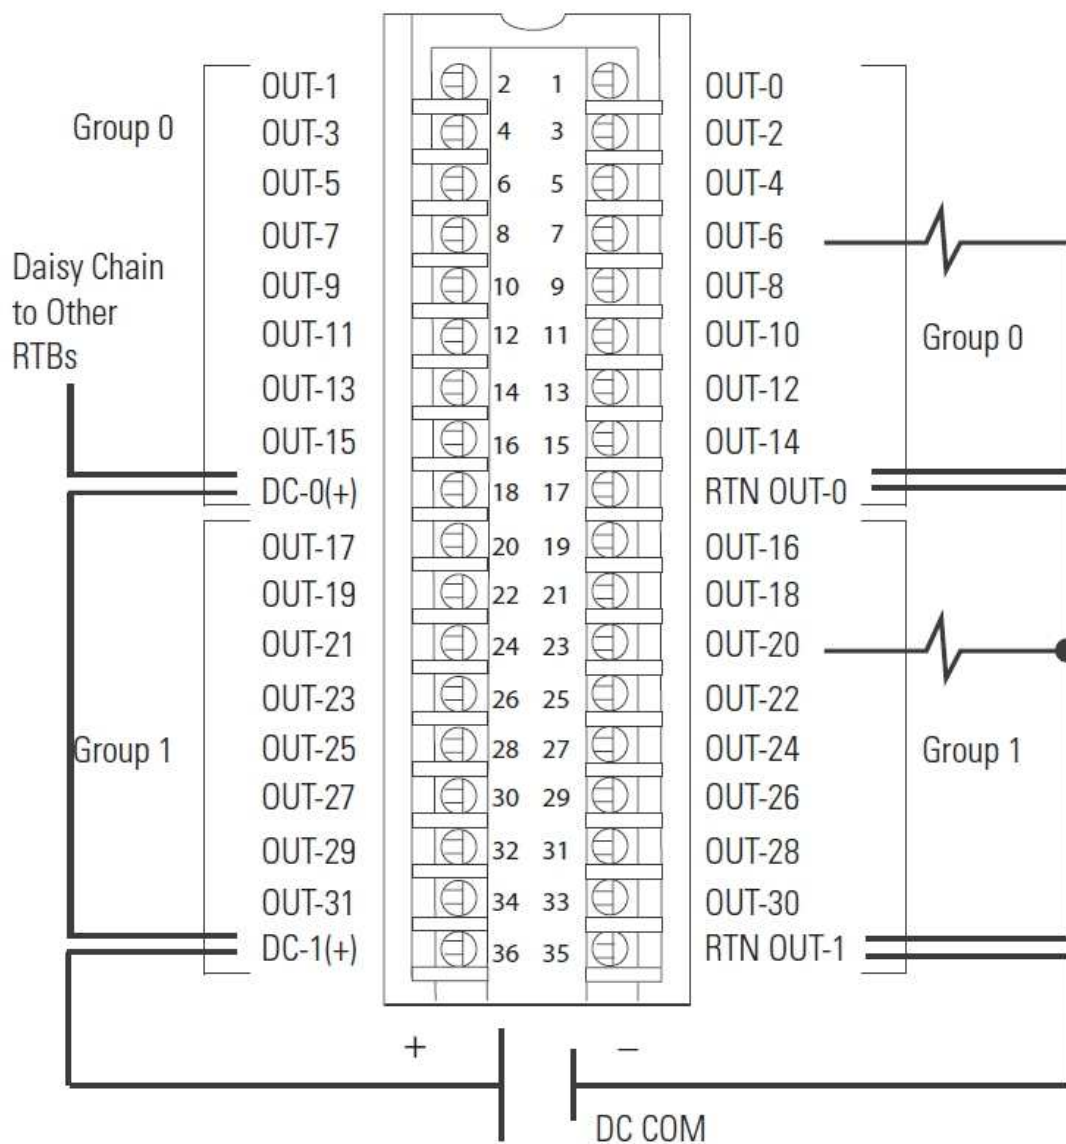 OUT-1 2 1 OUT-0
Group 0 OUT-3 4 3 OUT-2
OUT-5 6 5 OUT-4
OUT-7 8 7 OUT-6
Daisy Chain
to Other
RTBs
OUT-9 10 9 OUT-8
OUT-11 12 11 OUT-10 Group 0
OUT-13 14 13 OUT-12
OUT-15 16 15 OUT-14
DC-0(+) 18 17 RTN OUT-0
OUT-17 20 19 OUT-16
OUT-19 22 21 OUT-18
OUT-21 24 23 OUT-20
OUT-23 26 25 OUT-22
Group 1 OUT-25 28 27 OUT-24 Group 1
OUT-27 30 29 OUT-26
OUT-29 32 31 OUT-28
OUT-31 34 33 OUT-30
DC-1(+) 36 35 RTN OUT-1
+ –
DC COM